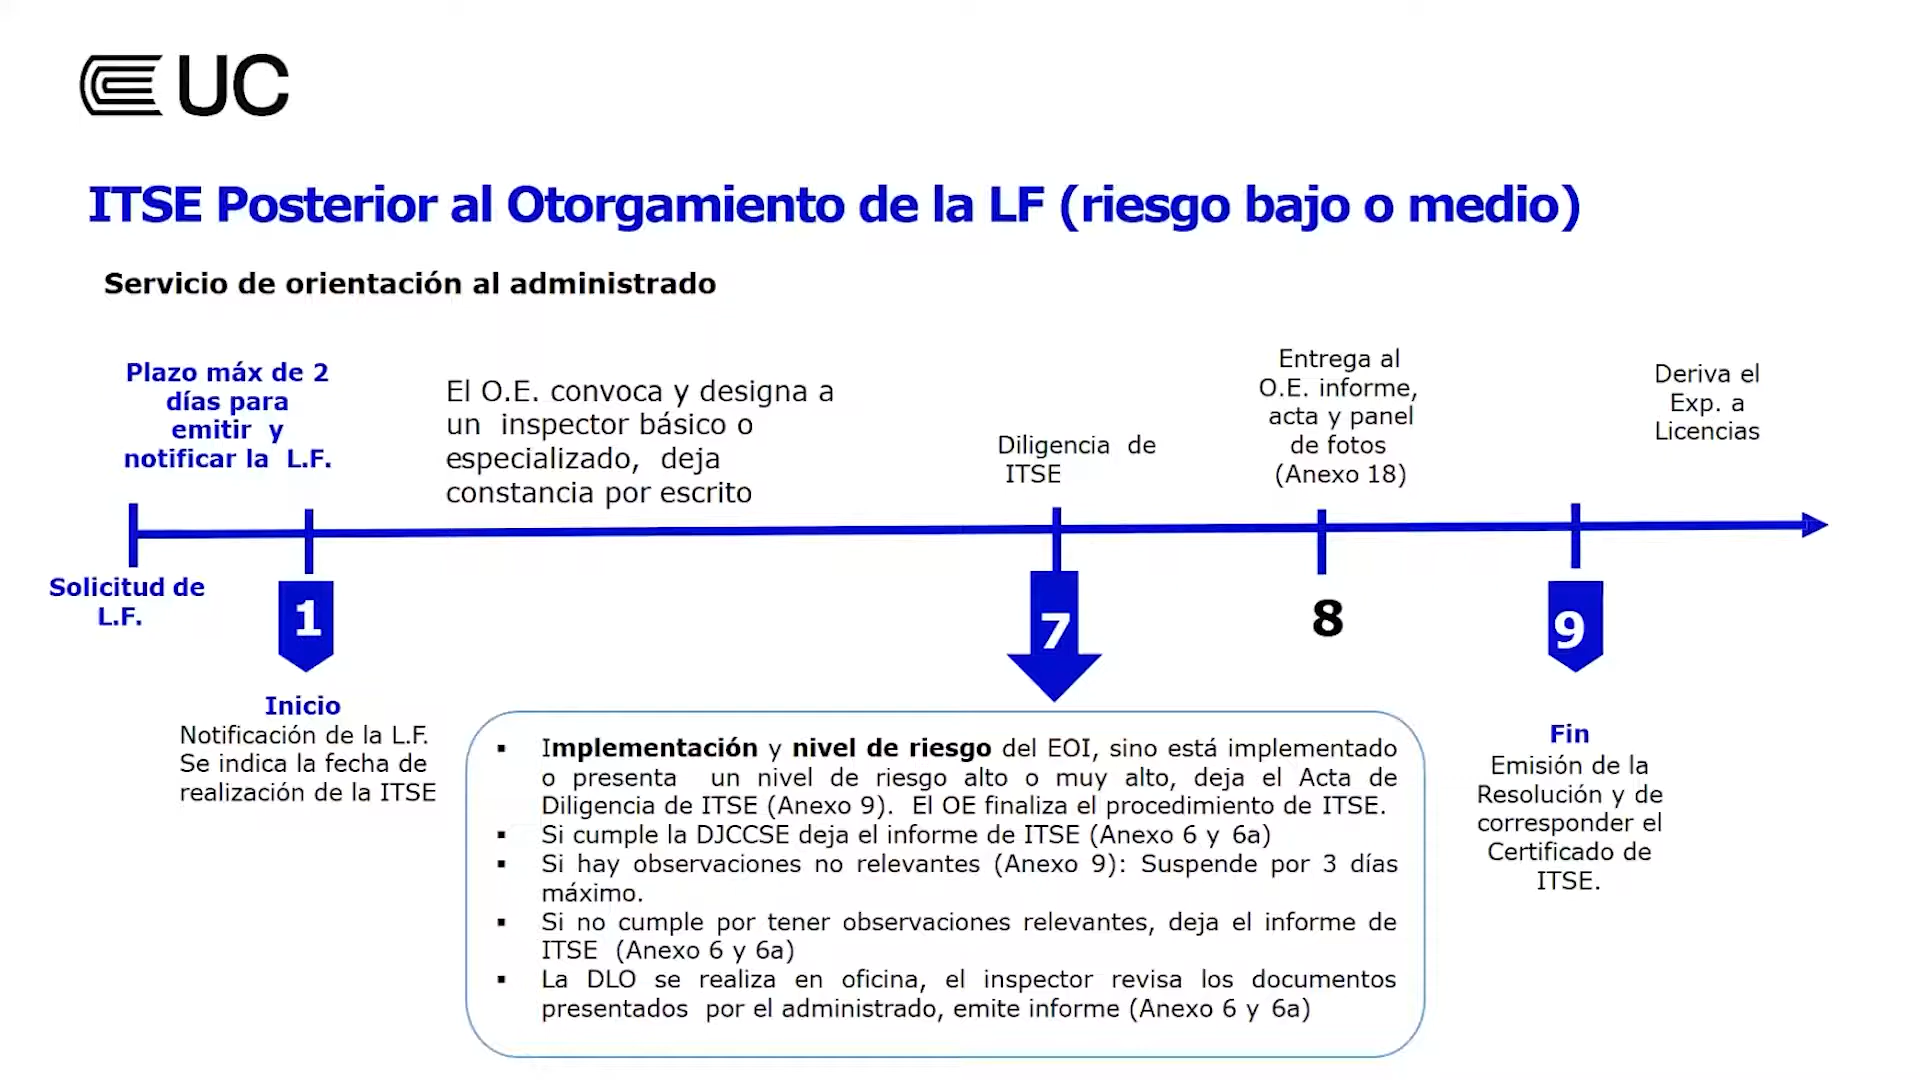 UC
ITSE Posterior al Otorgamiento de la LF (riesgo bajo o medio)
Servicio de orientación al administrado
Plazo máx de 2
días para
emitir y
notificar la L.F.
El O.E. convoca y designa a
un inspector básico o
especializado, deja
constancia por escrito
Diligencia de
ITSE
Entrega al
O.E. informe,
acta y panel
de fotos
(Anexo 18)
Deriva el
Exp. a
Licencias
Solicitud de
L.F.
1
7
8
9
Inicio
Notificación de la L.F.
Se indica la fecha de
realización de la ITSE
▪ Implementación y nivel de riesgo del EOI, sino está implementado
o presenta un nivel de riesgo alto o muy alto, deja el Acta de
Diligencia de ITSE (Anexo 9). El OE finaliza el procedimiento de ITSE.
▪ Si cumple la DJCCSE deja el informe de ITSE (Anexo 6 y 6a)
▪ Si hay observaciones no relevantes (Anexo 9): Suspende por 3 días
máximo.
▪ Si no cumple por tener observaciones relevantes, deja el informe de
ITSE (Anexo 6 y 6a)
▪ La DLO se realiza en oficina, el inspector revisa los documentos
presentados por el administrado, emite informe (Anexo 6 y 6a)
Fin
Emisión de la
Resolución y de
corresponder el
Certificado de
ITSE.